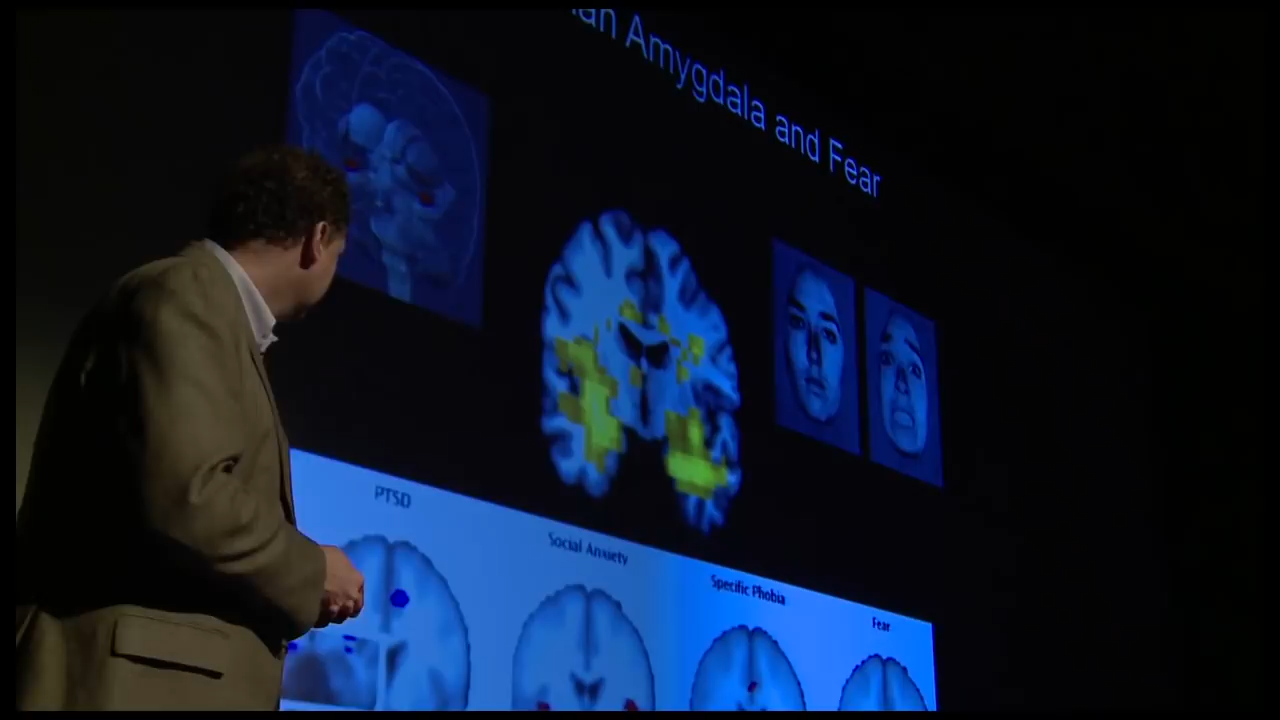 Amygdala and Fear
PTSD
Social Anxiety
Specific Phobia
Fear